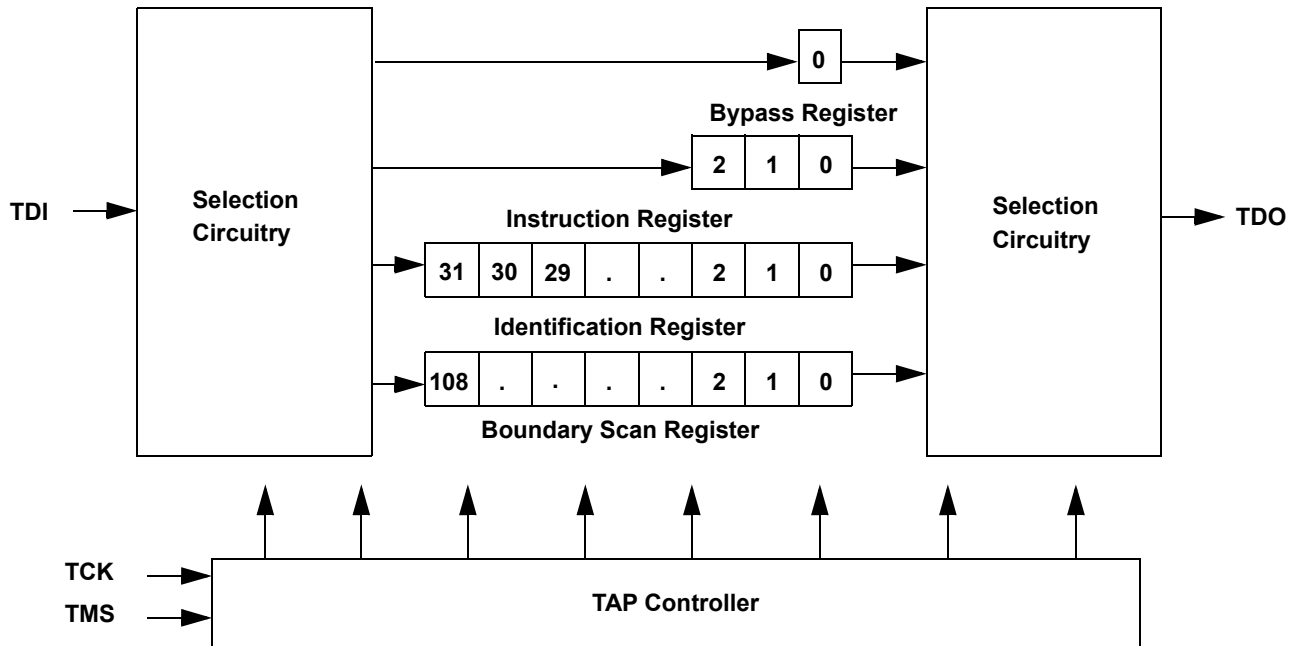 0
Bypass Register
2 1 0
TDI
Selection
Circuitry
Instruction Register
Selection
Circuitry
TDO
31 30 29 . . 2 1 0
Identification Register
108 . . . . 2 1 0
Boundary Scan Register
TCK
TMS
TAP Controller